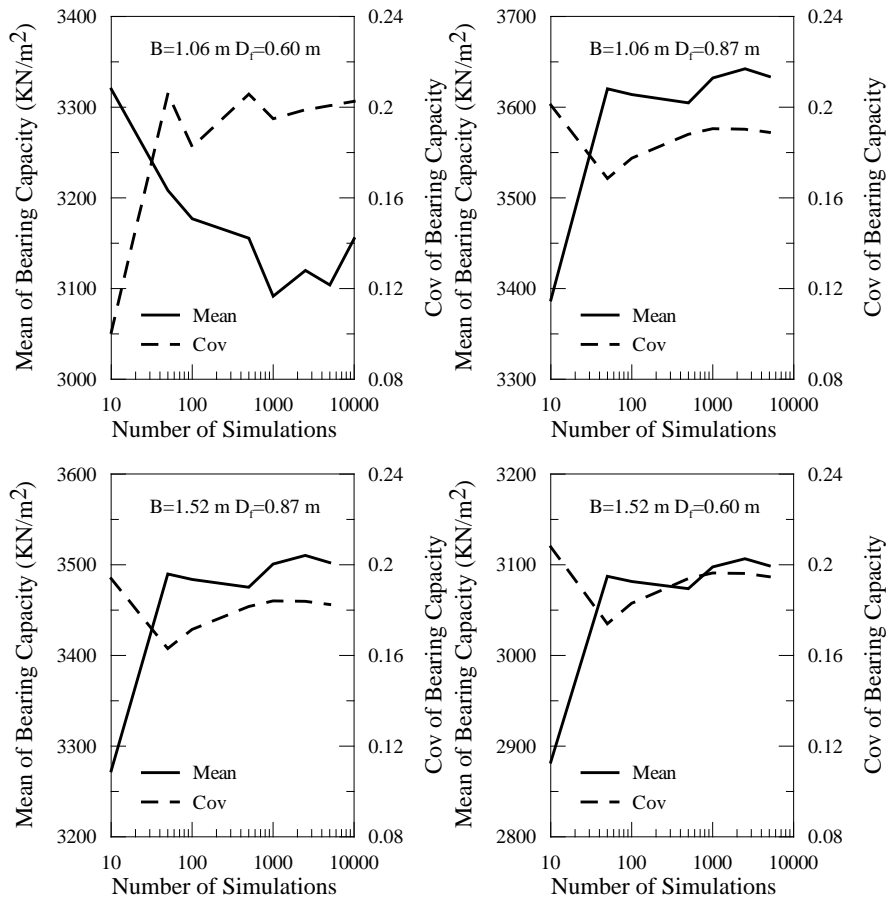 3400
3300
3200
3100
3000
Mean of Bearing Capacity (KN/m²)
B=1.06 m D_f=0.60 m
Mean
Cov
0.24
0.2
0.16
0.12
0.08
Cov of Bearing Capacity
10 100 1000 10000
Number of Simulations
3700
3600
3500
3400
3300
Mean of Bearing Capacity (KN/m²)
B=1.06 m D_f=0.87 m
Mean
Cov
0.24
0.2
0.16
0.12
0.08
Cov of Bearing Capacity
10 100 1000 10000
Number of Simulations
3600
3500
3400
3300
3200
Mean of Bearing Capacity (KN/m²)
B=1.52 m D_f=0.87 m
Mean
Cov
0.24
0.2
0.16
0.12
0.08
Cov of Bearing Capacity
10 100 1000 10000
Number of Simulations
3200
3100
3000
2900
2800
Mean of Bearing Capacity (KN/m²)
B=1.52 m D_f=0.60 m
Mean
Cov
0.24
0.2
0.16
0.12
0.08
Cov of Bearing Capacity
10 100 1000 10000
Number of Simulations